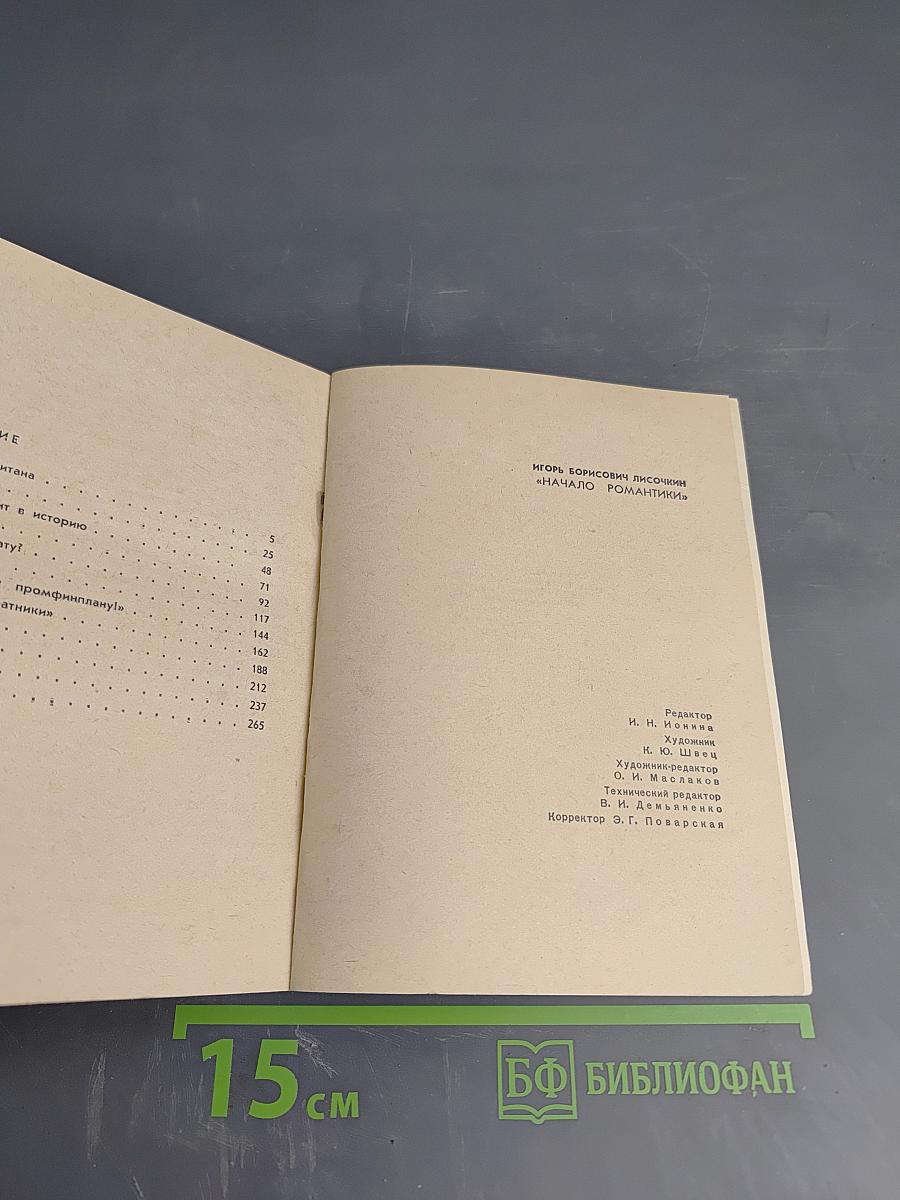 ИЕ
итана
5
ит в историю
25
ату?
48
71
92
промфинплану!»
117
атники»
144
162
188
212
237
265
ИГОРЬ БОРИСОВИЧ ЛИСОЧКИН
«НАЧАЛО РОМАНТИКИ»
Редактор
И. Н. Ионина
Художник
К. Ю. Швец
Художник-редактор
О. И. Маслаков
Технический редактор
В. И. Демьяненко
Корректор Э. Г. Поварская
15 см
БФ БИБЛИОФАН